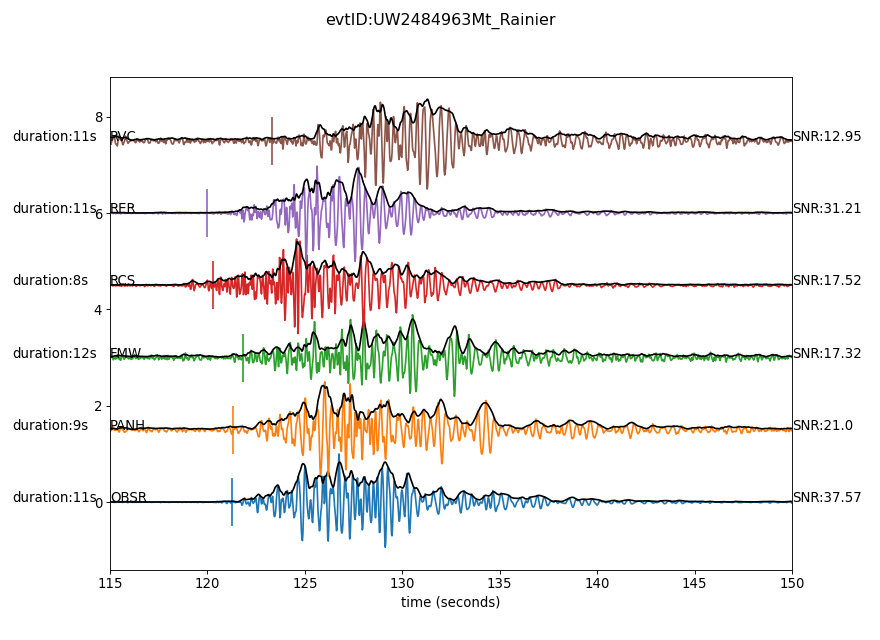 evtID:UW2484963Mt_Rainier
8
duration:11s RVC SNR:12.95
duration:11s RER SNR:31.21
6
duration:8s RCS SNR:17.52
4
duration:12s FMW SNR:17.32
2
duration:9s PANH SNR:21.0
duration:11s OBSR SNR:37.57
0
115 120 125 130 135 140 145 150
time (seconds)